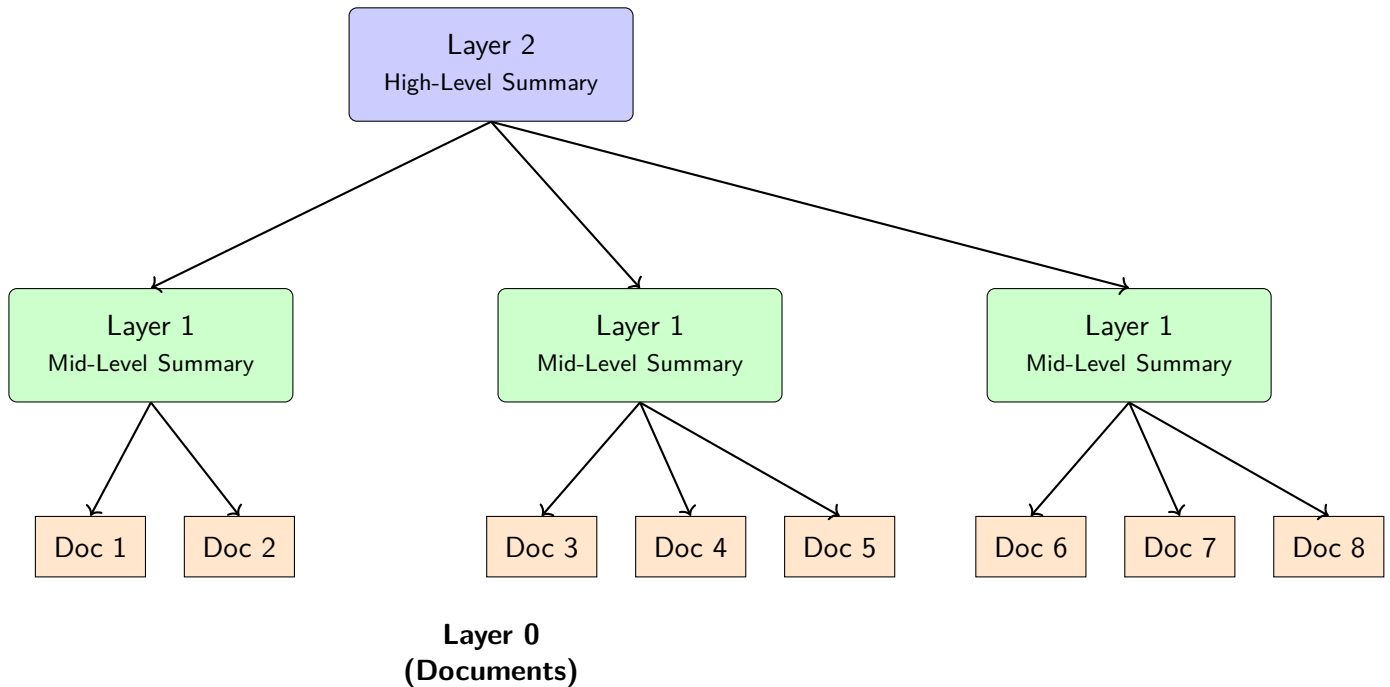 Layer 2
High-Level Summary
Layer 1
Mid-Level Summary
Layer 1
Mid-Level Summary
Layer 1
Mid-Level Summary
Doc 1
Doc 2
Doc 3
Doc 4
Doc 5
Doc 6
Doc 7
Doc 8
Layer 0
(Documents)